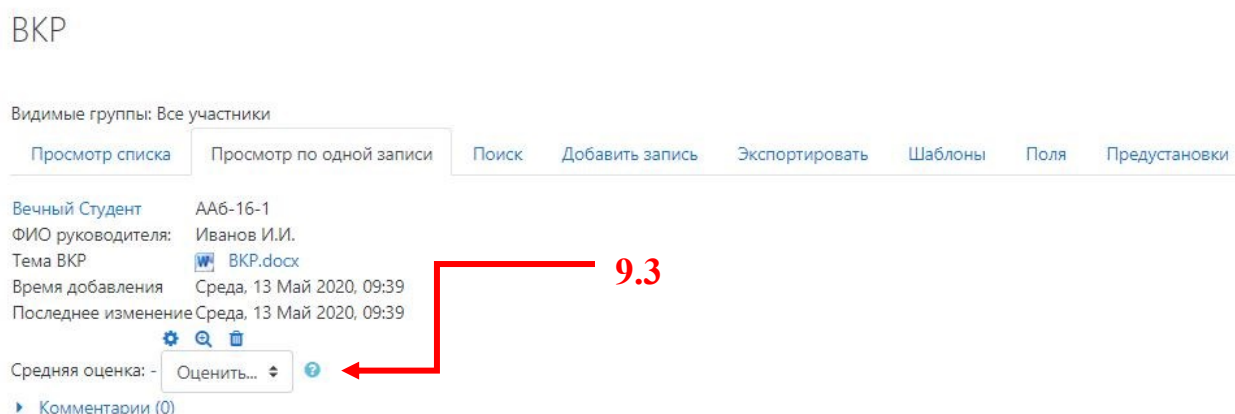 ВКР
Видимые группы: Все участники
Просмотр списка Просмотр по одной записи Поиск Добавить запись Экспортировать Шаблоны Поля Предустановки
Вечный Студент ААб-16-1
ФИО руководителя: Иванов И.И.
Тема ВКР BKP.docx
Время добавления Среда, 13 Май 2020, 09:39
Последнее изменение Среда, 13 Май 2020, 09:39
9.3
Средняя оценка: - Оценить...
Комментарии (0)